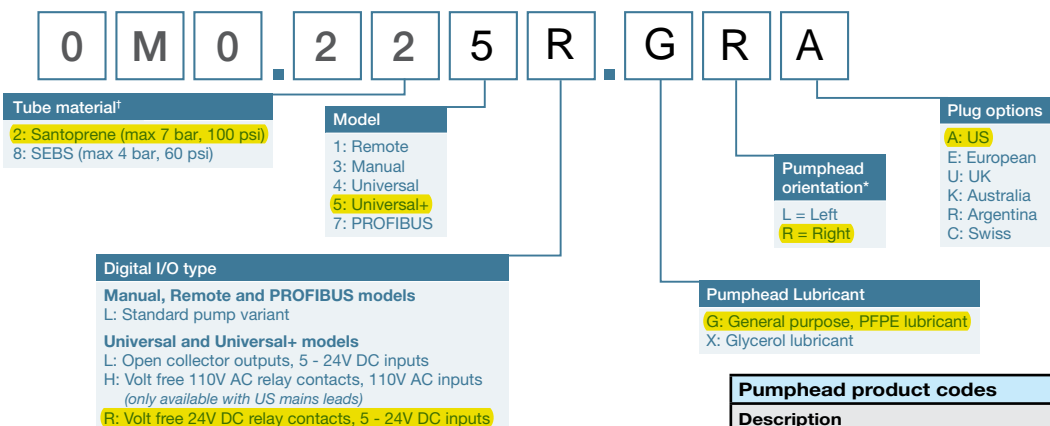 0 M 0 . 2 2 5 R . G R A
Tube material†
2: Santoprene (max 7 bar, 100 psi)
8: SEBS (max 4 bar, 60 psi)
Model
1: Remote
3: Manual
4: Universal
5: Universal+
7: PROFIBUS
Digital I/O type
Manual, Remote and PROFIBUS models
L: Standard pump variant
Universal and Universal+ models
L: Open collector outputs, 5 - 24V DC inputs
H: Volt free 110V AC relay contacts, 110V AC inputs
(only available with US mains leads)
R: Volt free 24V DC relay contacts, 5 - 24V DC inputs
Pumphead Lubricant
G: General purpose, PFPE lubricant
X: Glycerol lubricant
Pumphead
orientation*
L = Left
R = Right
Plug options
A: US
E: European
U: UK
K: Australia
R: Argentina
C: Swiss
Pumphead product codes
Description